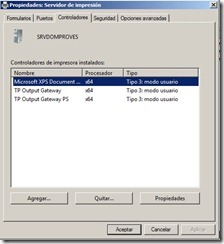 Propiedades: Servidor de impresión
Formularios Puertos Controladores Seguridad Opciones avanzadas
SRVDOMPROVES
Controladores de impresora instalados:
Nombre Procesador Tipo
Microsoft XPS Document ... x64 Tipo 3: modo usuario
TP Output Gateway x64 Tipo 3: modo usuario
TP Output Gateway PS x64 Tipo 3: modo usuario
Agregar... Quitar... Propiedades
Aceptar Cancelar Aplicar